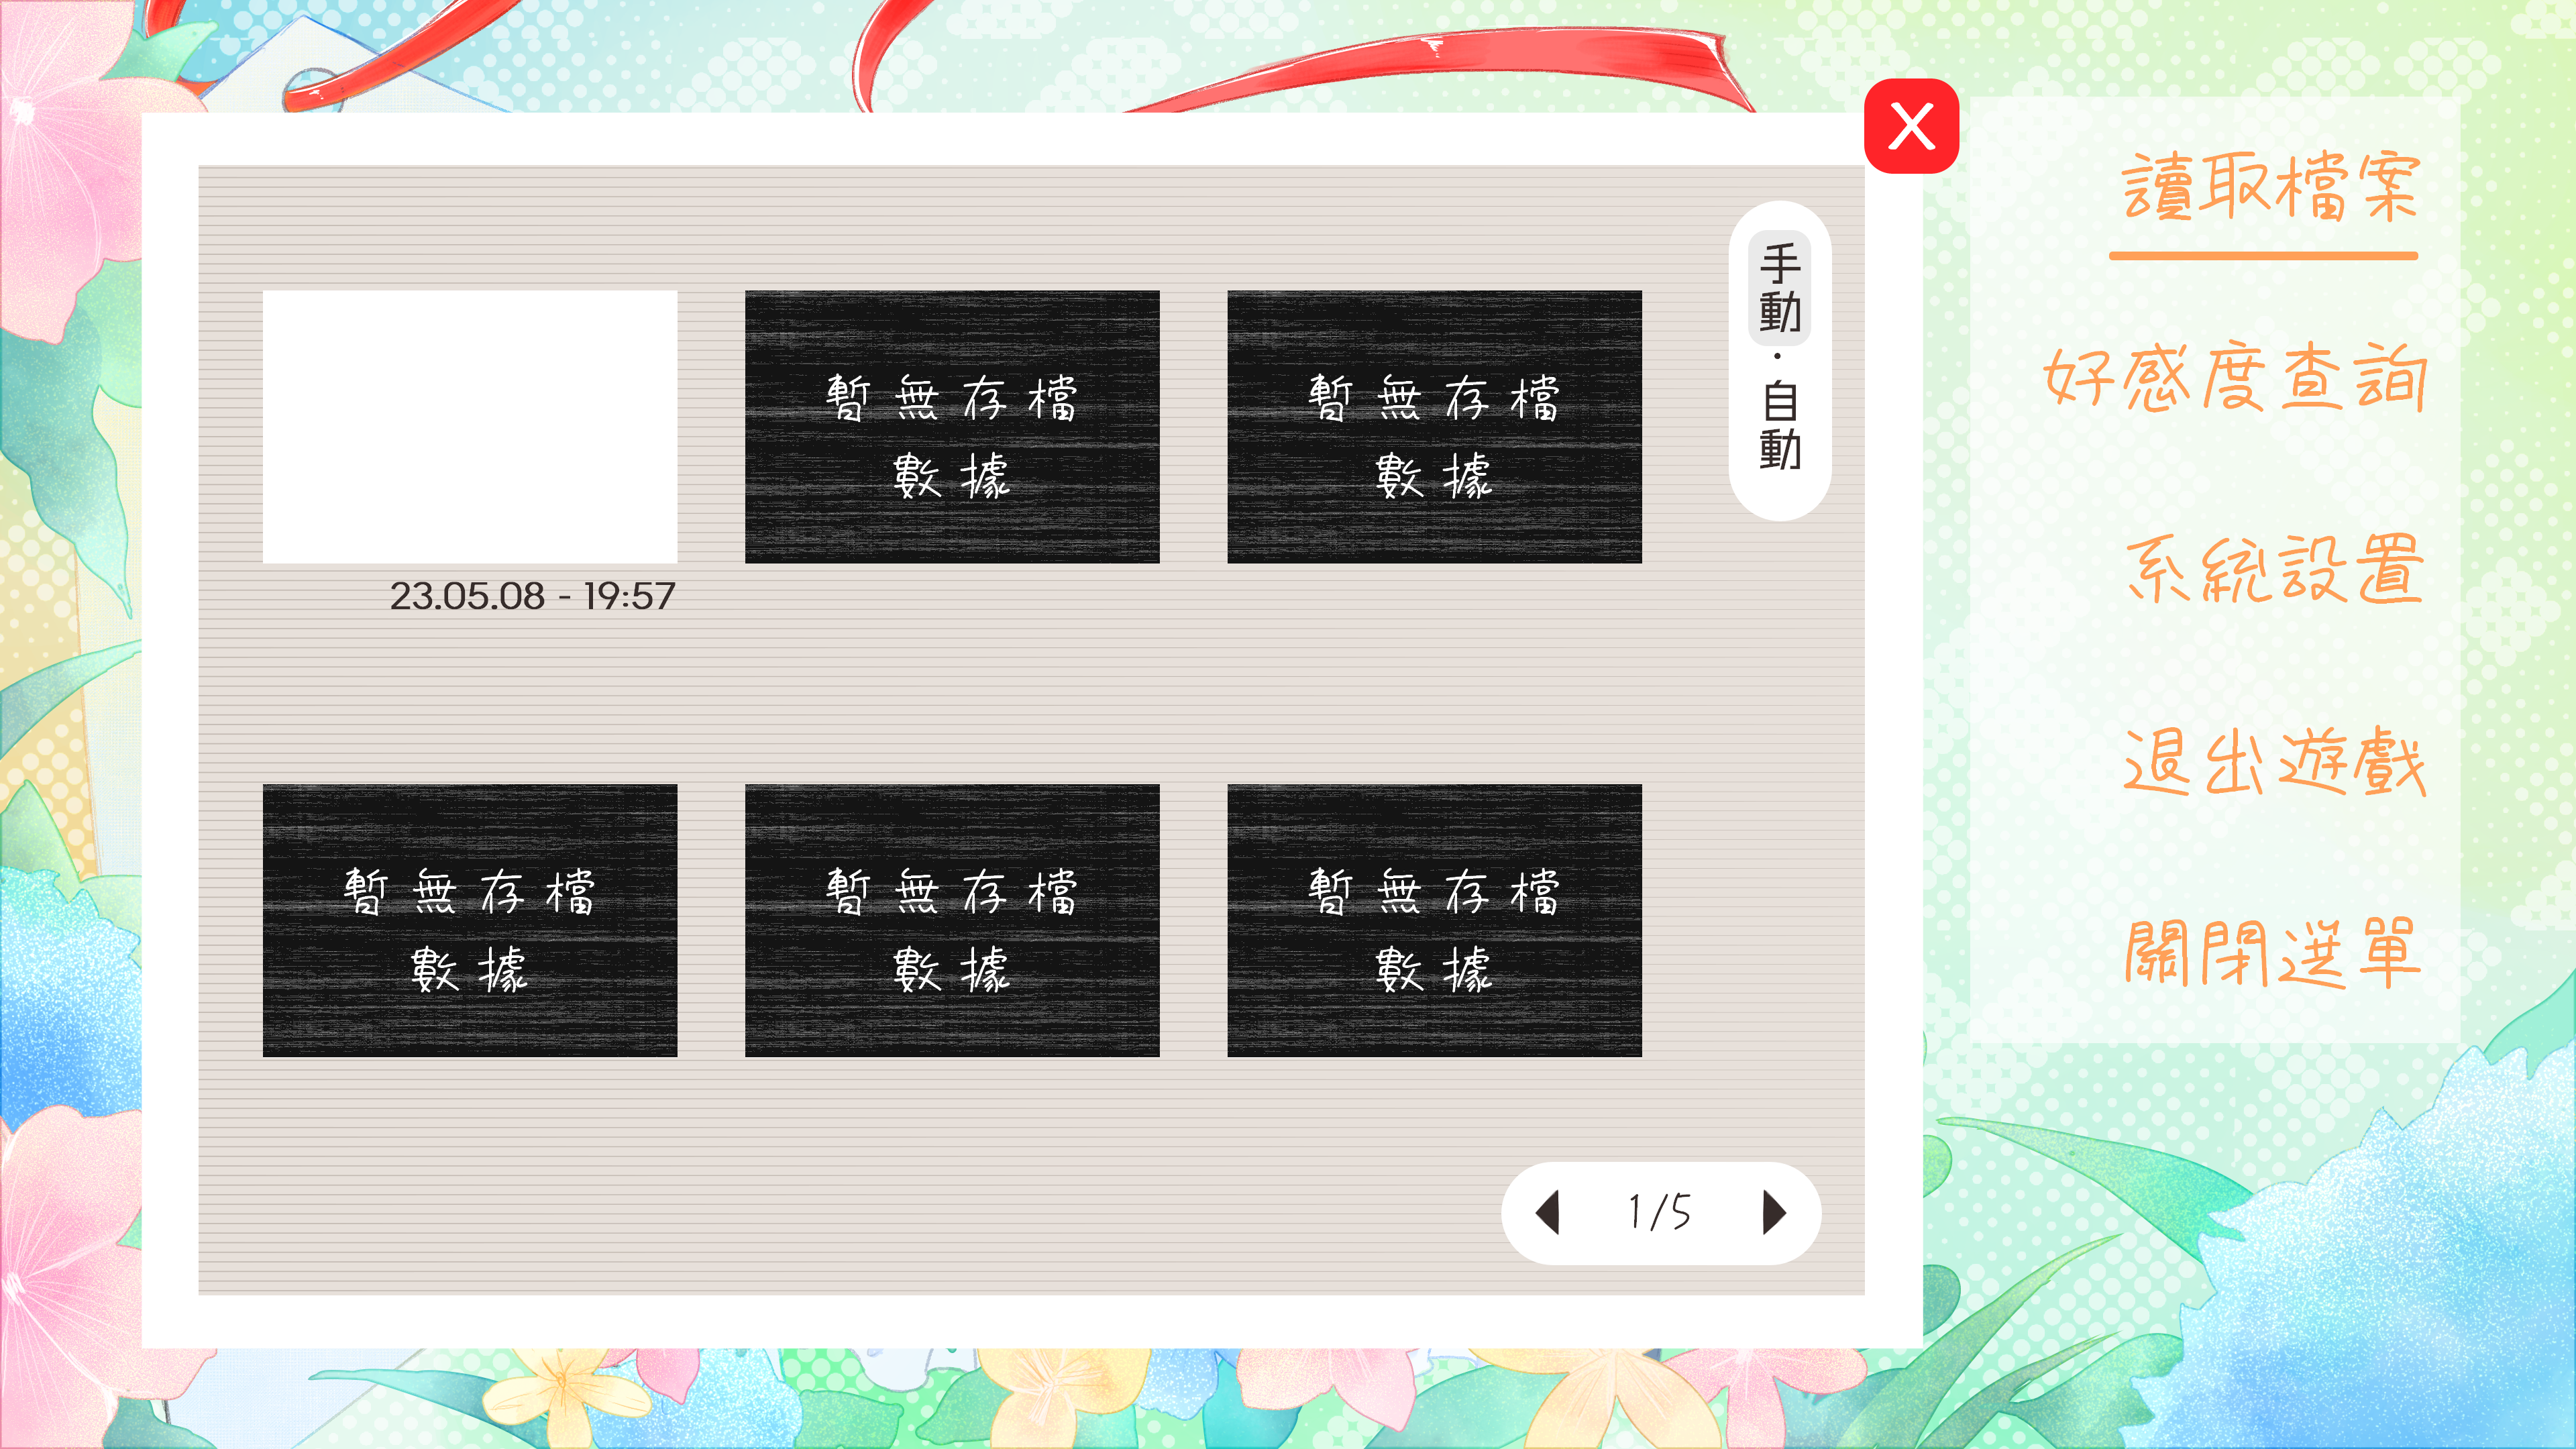 X
手動・自動
暫無存檔
數據
暫無存檔
數據
23.05.08 - 19:57
暫無存檔
數據
暫無存檔
數據
暫無存檔
數據
1/5
讀取檔案
好感度查詢
系統設置
退出遊戲
關閉選單